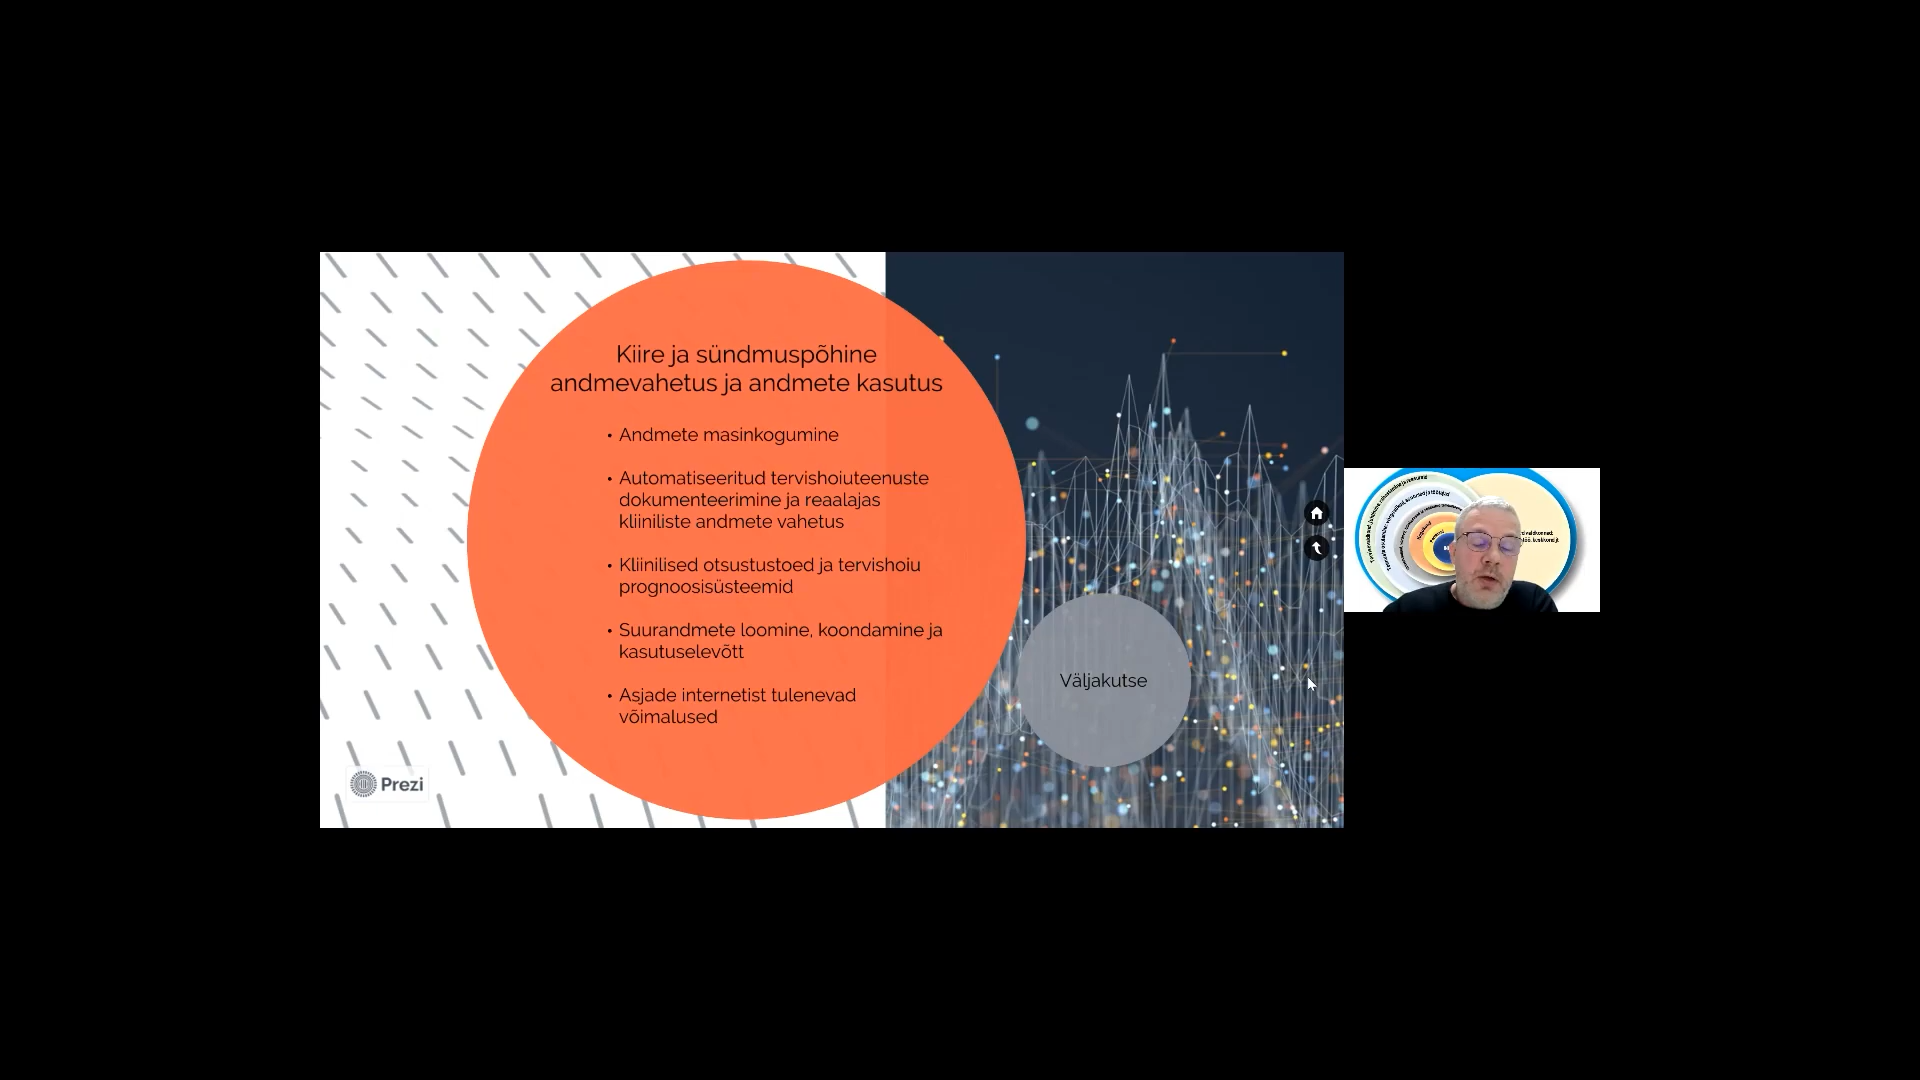 Kiire ja sündmuspõhine
andmevahetus ja andmete kasutus
• Andmete masinkogumine
• Automatiseeritud tervishoiuteenuste
dokumenteerimine ja reaalajas
kliiniliste andmete vahetus
• Kliinilised otsustustoed ja tervishoiu
prognoosisüsteemid
• Suurandmete loomine, koondamine ja
kasutuselevõtt
• Asjade internetist tulenevad
võimalused
Väljakutse
Prezi